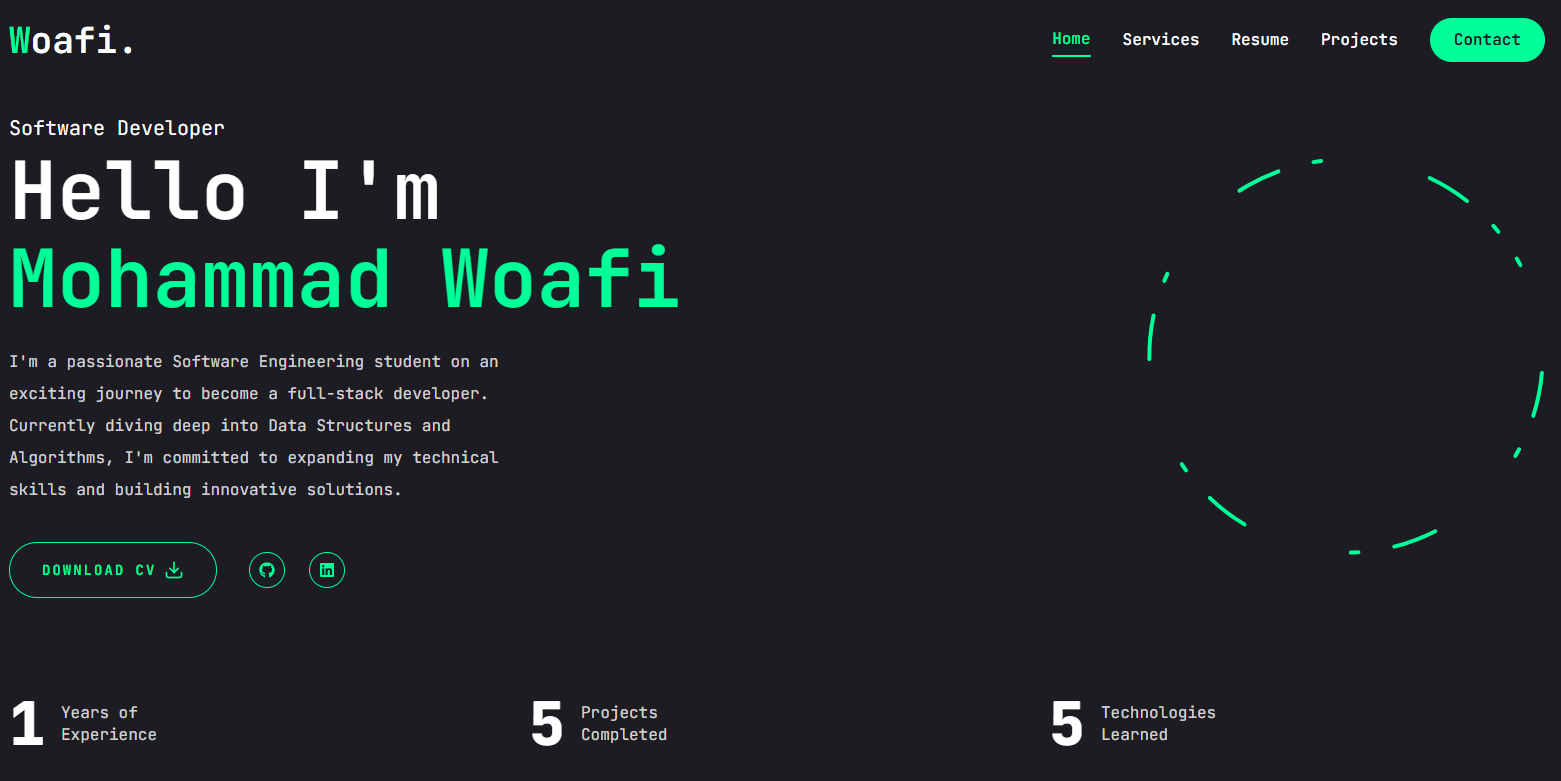 Woafi.
Home
Services
Resume
Projects
Contact
Software Developer
Hello I'm
Mohammad Woafi
I'm a passionate Software Engineering student on an
exciting journey to become a full-stack developer.
Currently diving deep into Data Structures and
Algorithms, I'm committed to expanding my technical
skills and building innovative solutions.
DOWNLOAD CV
in
1
Years of
Experience
5
Projects
Completed
5
Technologies
Learned